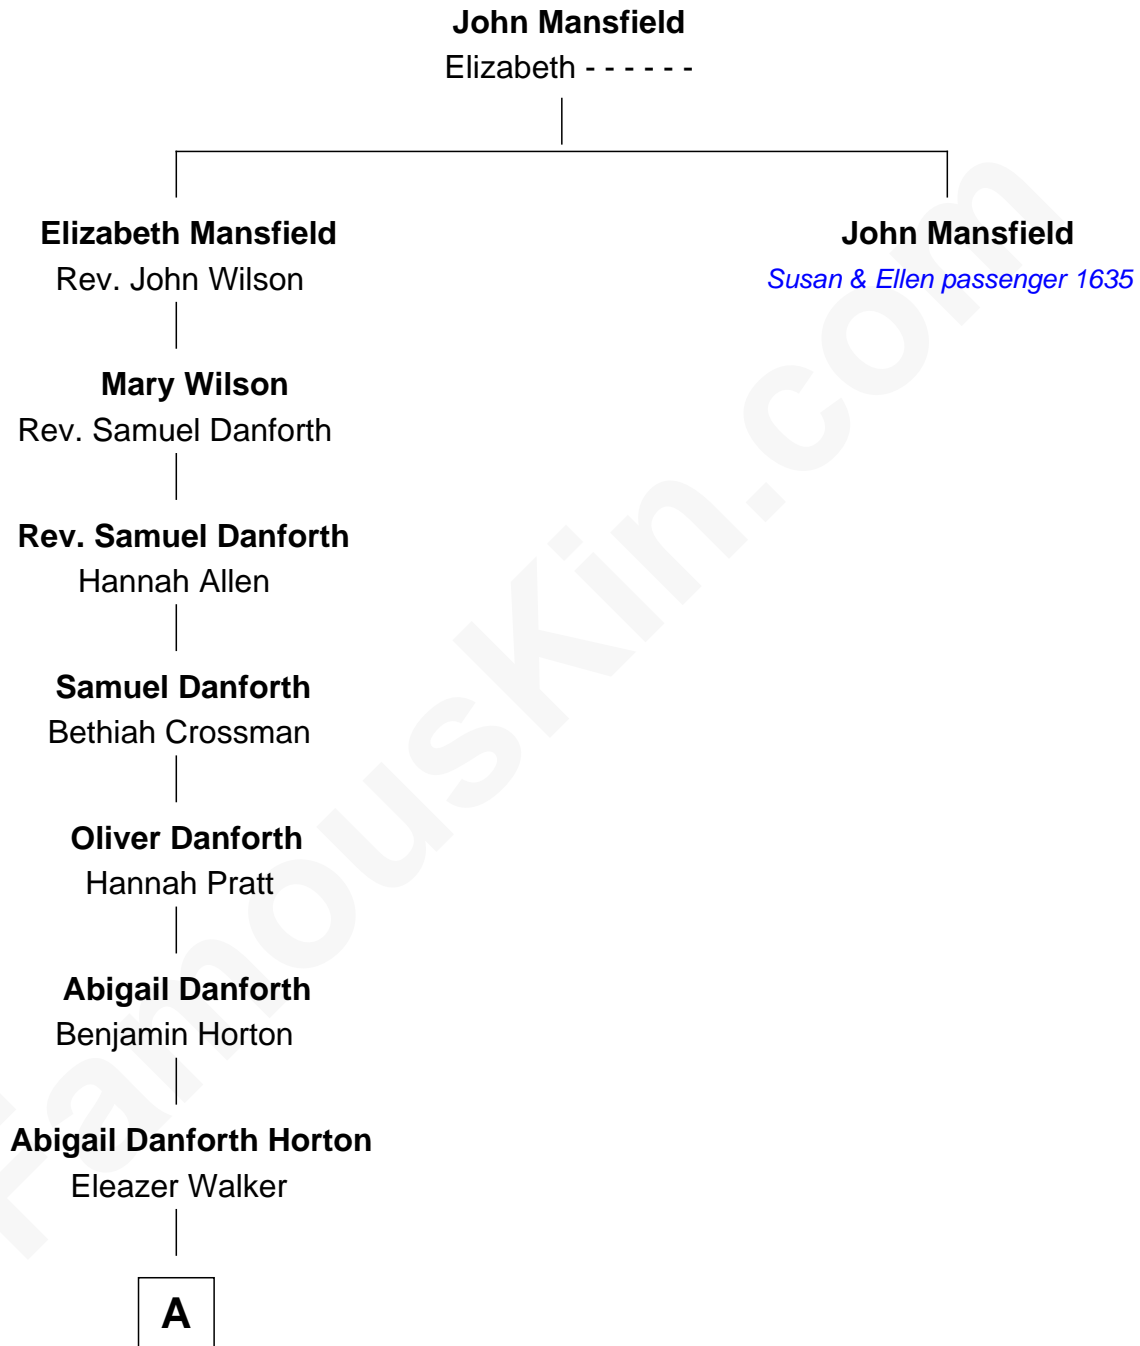 John Mansfield
Elizabeth - - - - - -
Elizabeth Mansfield
Rev. John Wilson
John Mansfield
Susan & Ellen passenger 1635
Mary Wilson
Rev. Samuel Danforth
Rev. Samuel Danforth
Hannah Allen
Samuel Danforth
Bethiah Crossman
Oliver Danforth
Hannah Pratt
Abigail Danforth
Benjamin Horton
Abigail Danforth Horton
Eleazer Walker
A
FamousKin.com